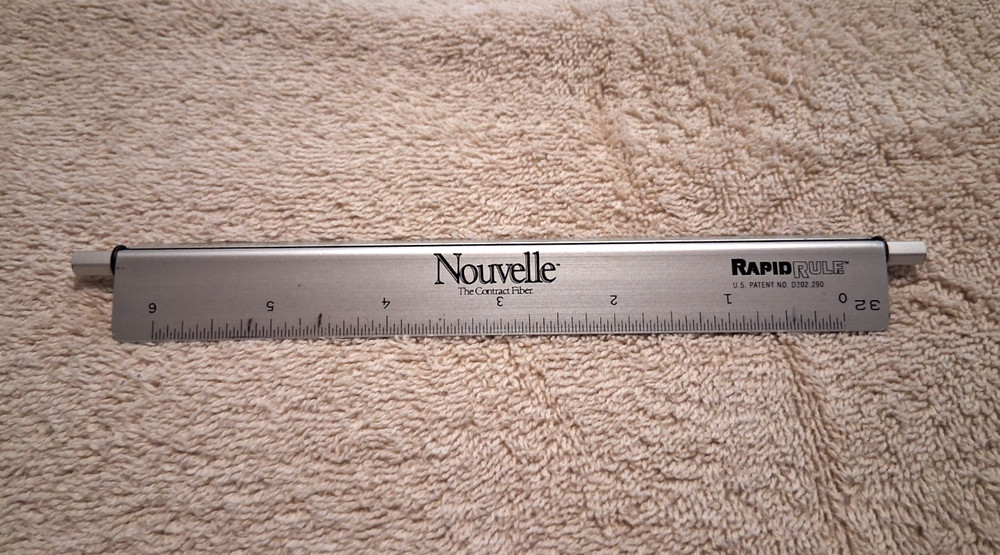 Nouvelle™
The Contract Fiber.
RAPIDRULE™
U.S. PATENT NO. D202,290
6 5 4 3 2 1 0 32